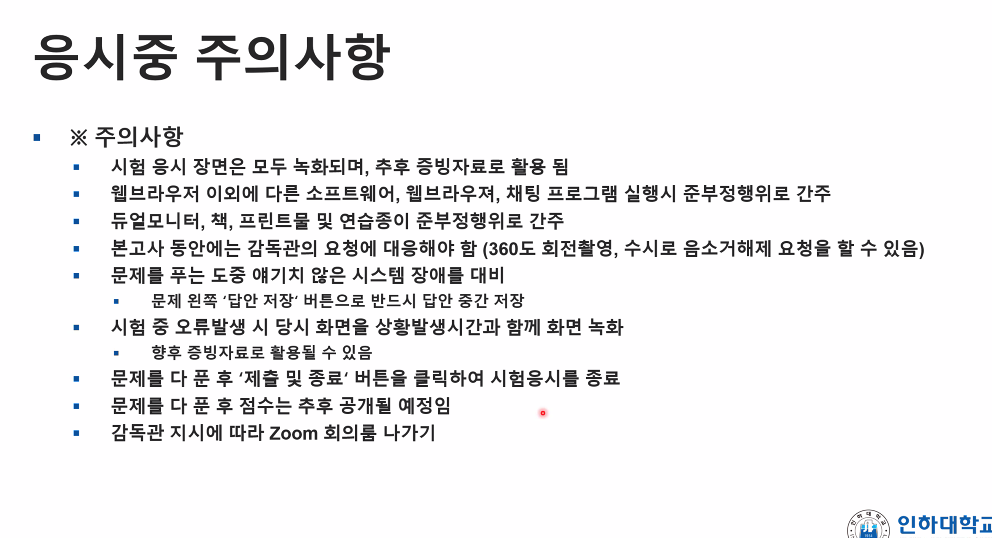 응시중 주의사항
※ 주의사항
시험 응시 장면은 모두 녹화되며, 추후 증빙자료로 활용 됨
웹브라우저 이외에 다른 소프트웨어, 웹브라우져, 채팅 프로그램 실행시 준부정행위로 간주
듀얼모니터, 책, 프린트물 및 연습종이 준부정행위로 간주
본고사 동안에는 감독관의 요청에 대응해야 함 (360도 회전촬영, 수시로 음소거해제 요청을 할 수 있음)
문제를 푸는 도중 얘기치 않은 시스템 장애를 대비
문제 왼쪽 ‘답안 저장‘ 버튼으로 반드시 답안 중간 저장
시험 중 오류발생 시 당시 화면을 상황발생시간과 함께 화면 녹화
향후 증빙자료로 활용될 수 있음
문제를 다 푼 후 ‘제출 및 종료‘ 버튼을 클릭하여 시험응시를 종료
문제를 다 푼 후 점수는 추후 공개될 예정임
감독관 지시에 따라 Zoom 회의룸 나가기
인하대학교